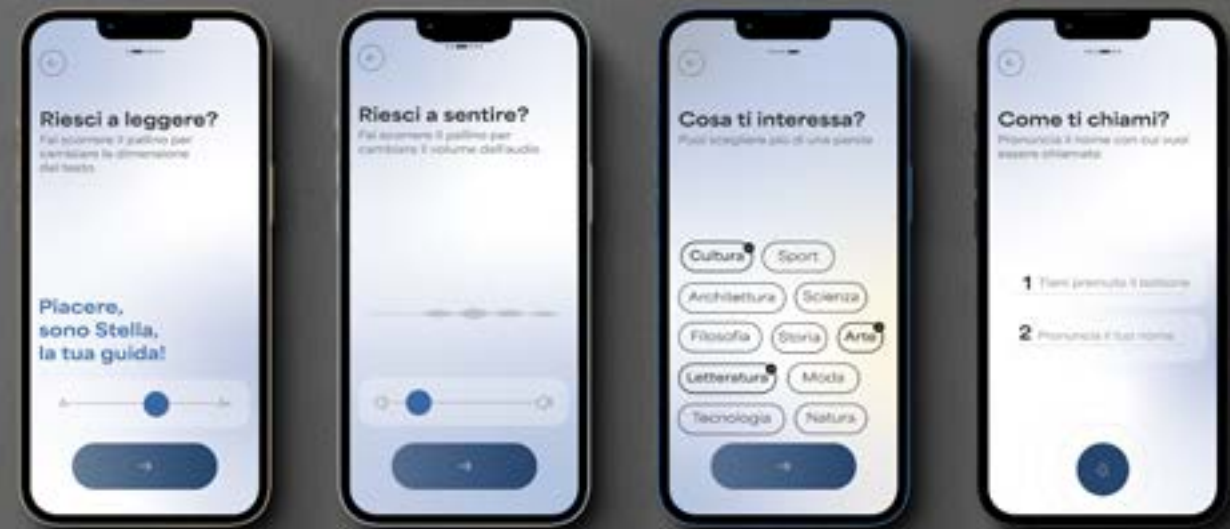 Riesci a leggere?
Fai scorrere il pallino per
cambiare la dimensione
del testo
Piacere,
sono Stella,
la tua guida!
Riesci a sentire?
Fai scorrere il pallino per
cambiare il volume dell'audio
Cosa ti interessa?
Puoi scegliere più di una parola
Cultura
Sport
Architettura
Scienza
Filosofia
Storia
Arte
Letteratura
Moda
Tecnologia
Natura
Come ti chiami?
Pronuncia il nome con cui vuoi
essere chiamata
1 Tieni premuto il bottone
2 Pronuncia il tuo nome